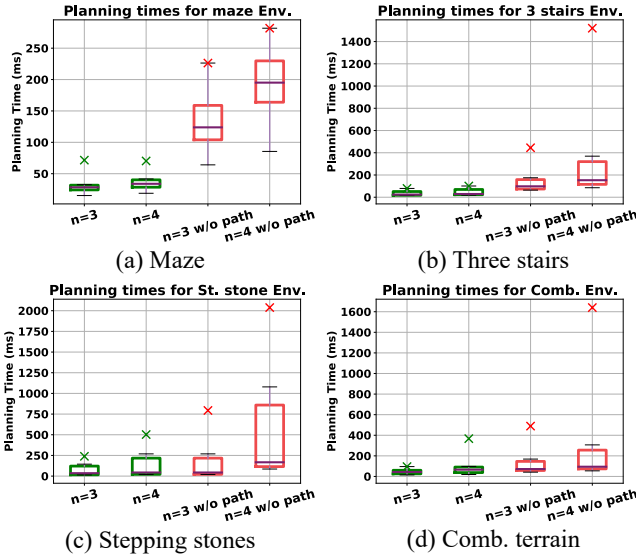 Planning times for maze Env.
Planning Time (ms)
250
200
150
100
50
n=3
n=4
n=3 w/o path
n=4 w/o path
(a) Maze
Planning times for 3 stairs Env.
Planning Time (ms)
1400
1200
1000
800
600
400
200
0
n=3
n=4
n=3 w/o path
n=4 w/o path
(b) Three stairs
Planning times for St. stone Env.
Planning Time (ms)
2000
1750
1500
1250
1000
750
500
250
0
n=3
n=4
n=3 w/o path
n=4 w/o path
(c) Stepping stones
Planning times for Comb. Env.
Planning Time (ms)
1600
1400
1200
1000
800
600
400
200
0
n=3
n=4
n=3 w/o path
n=4 w/o path
(d) Comb. terrain